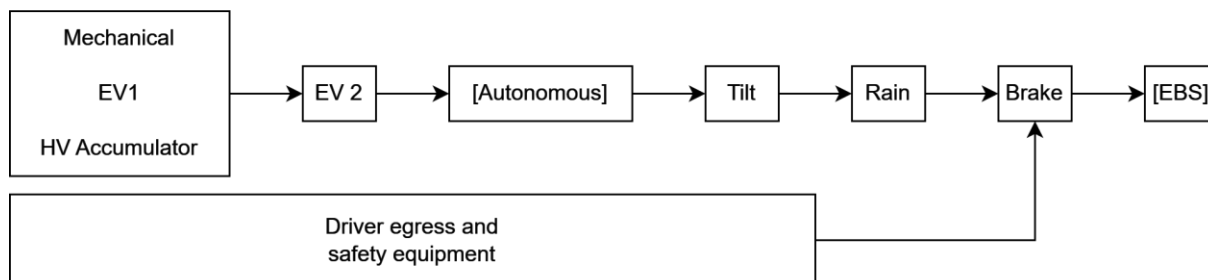 Mechanical
EV1
HV Accumulator
EV 2
[Autonomous]
Tilt
Rain
Brake
[EBS]
Driver egress and
safety equipment